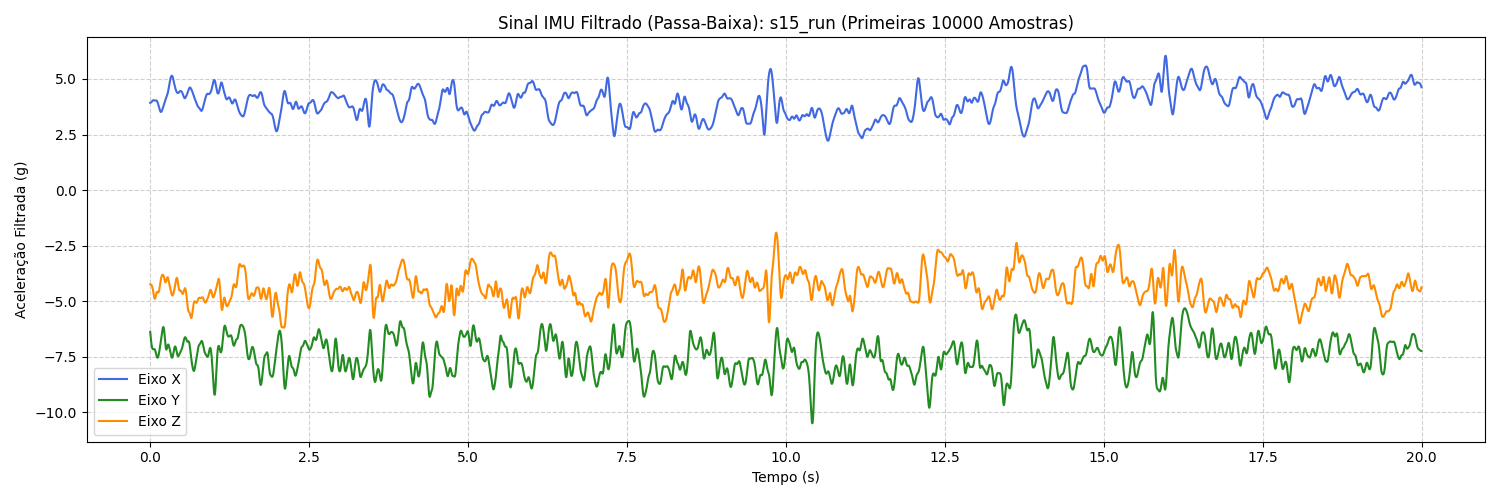 Sinal IMU Filtrado (Passa-Baixa): s15_run (Primeiras 10000 Amostras)
Aceleração Filtrada (g)
5.0
2.5
0.0
−2.5
−5.0
−7.5
−10.0
Eixo X
Eixo Y
Eixo Z
0.0 2.5 5.0 7.5 10.0 12.5 15.0 17.5 20.0
Tempo (s)